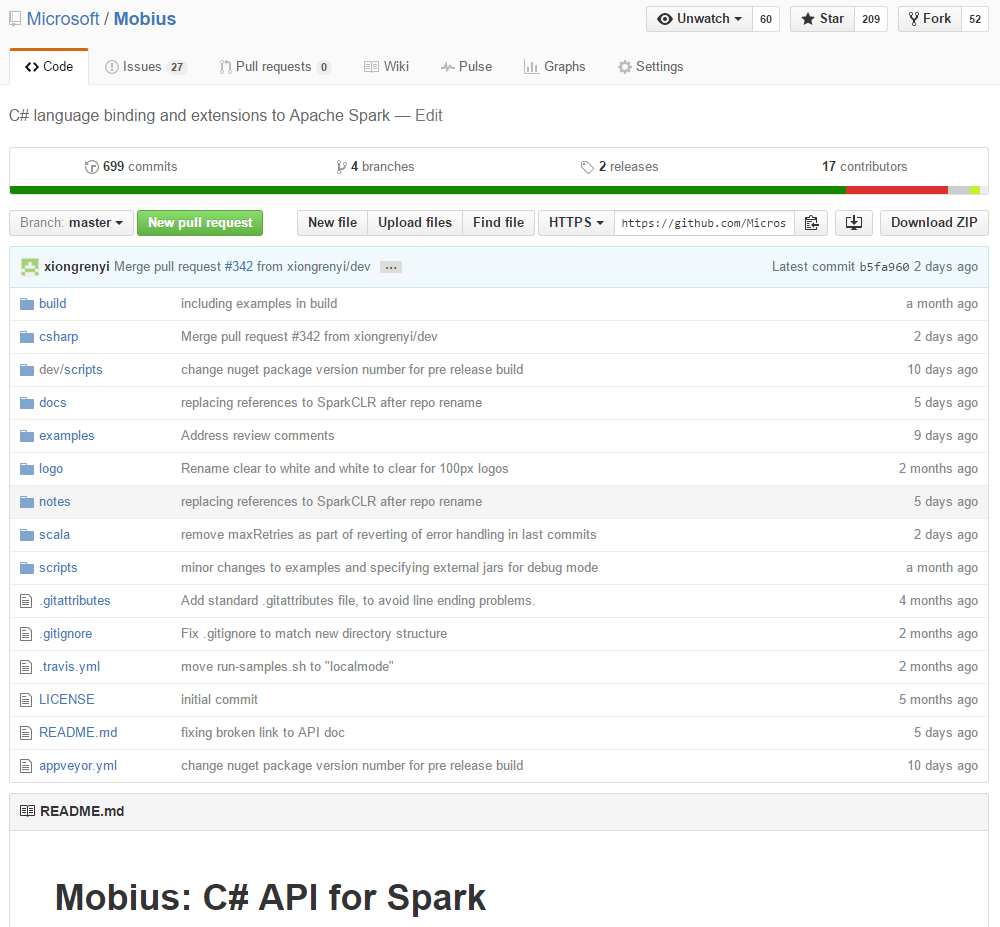 Microsoft / Mobius Unwatch 60 Star 209 Fork 52
Code Issues 27 Pull requests 0 Wiki Pulse Graphs Settings
C# language binding and extensions to Apache Spark — Edit
699 commits 4 branches 2 releases 17 contributors
Branch: master New pull request New file Upload files Find file HTTPS https://github.com/Micros Download ZIP
xiongrenyi Merge pull request #342 from xiongrenyi/dev … Latest commit b5fa960 2 days ago
build including examples in build a month ago
csharp Merge pull request #342 from xiongrenyi/dev 2 days ago
dev/scripts change nuget package version number for pre release build 10 days ago
docs replacing references to SparkCLR after repo rename 5 days ago
examples Address review comments 9 days ago
logo Rename clear to white and white to clear for 100px logos 2 months ago
notes replacing references to SparkCLR after repo rename 5 days ago
scala remove maxRetries as part of reverting of error handling in last commits 2 days ago
scripts minor changes to examples and specifying external jars for debug mode a month ago
.gitattributes Add standard .gitattributes file, to avoid line ending problems. 4 months ago
.gitignore Fix .gitignore to match new directory structure 2 months ago
.travis.yml move run-samples.sh to "localmode" 2 months ago
LICENSE initial commit 5 months ago
README.md fixing broken link to API doc 5 days ago
appveyor.yml change nuget package version number for pre release build 10 days ago
README.md
Mobius: C# API for Spark